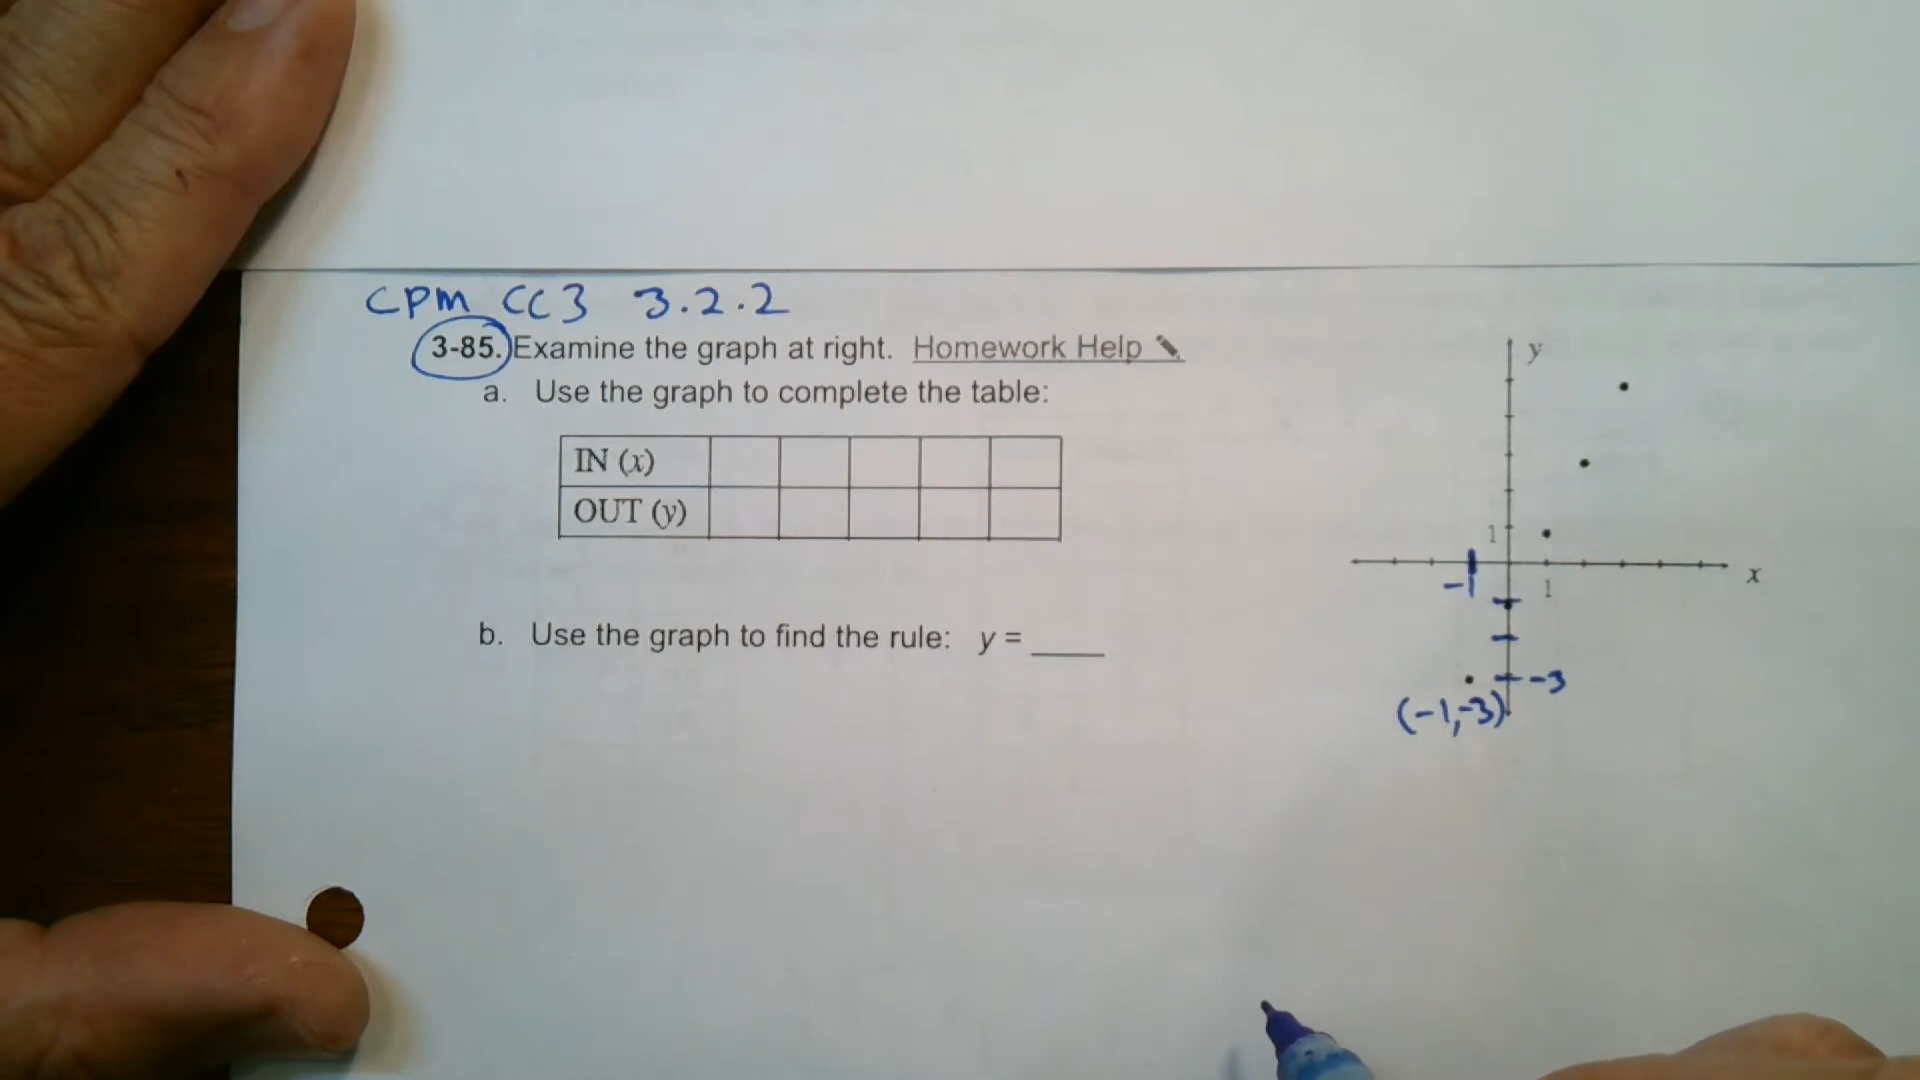 CPM CC3 3.2.2
3-85. Examine the graph at right. Homework Help
a. Use the graph to complete the table:
IN (x)
OUT (y)
b. Use the graph to find the rule: y = ____
y
1
x
-1
1
-3
(-1,-3)